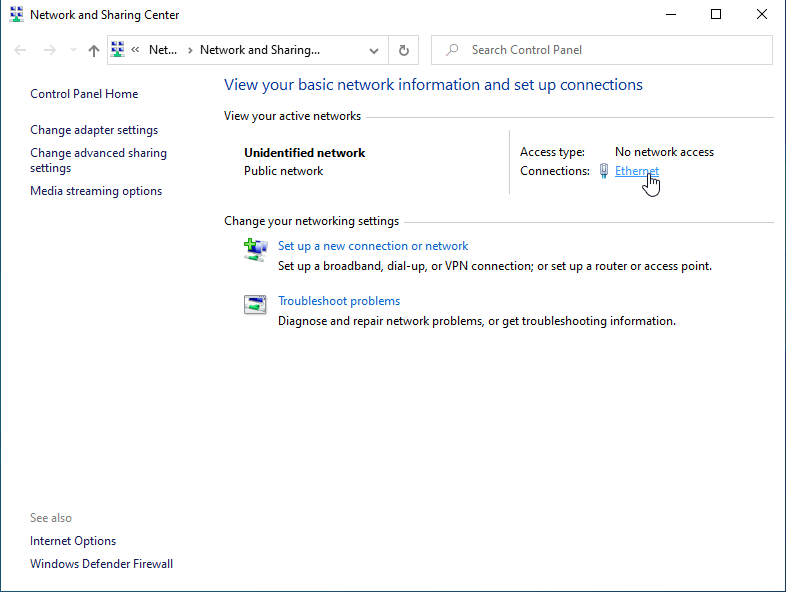 Network and Sharing Center
« Net... > Network and Sharing...
Search Control Panel
Control Panel Home
Change adapter settings
Change advanced sharing
settings
Media streaming options
View your basic network information and set up connections
View your active networks
Unidentified network
Public network
Access type: No network access
Connections: Ethernet
Change your networking settings
Set up a new connection or network
Set up a broadband, dial-up, or VPN connection; or set up a router or access point.
Troubleshoot problems
Diagnose and repair network problems, or get troubleshooting information.
See also
Internet Options
Windows Defender Firewall